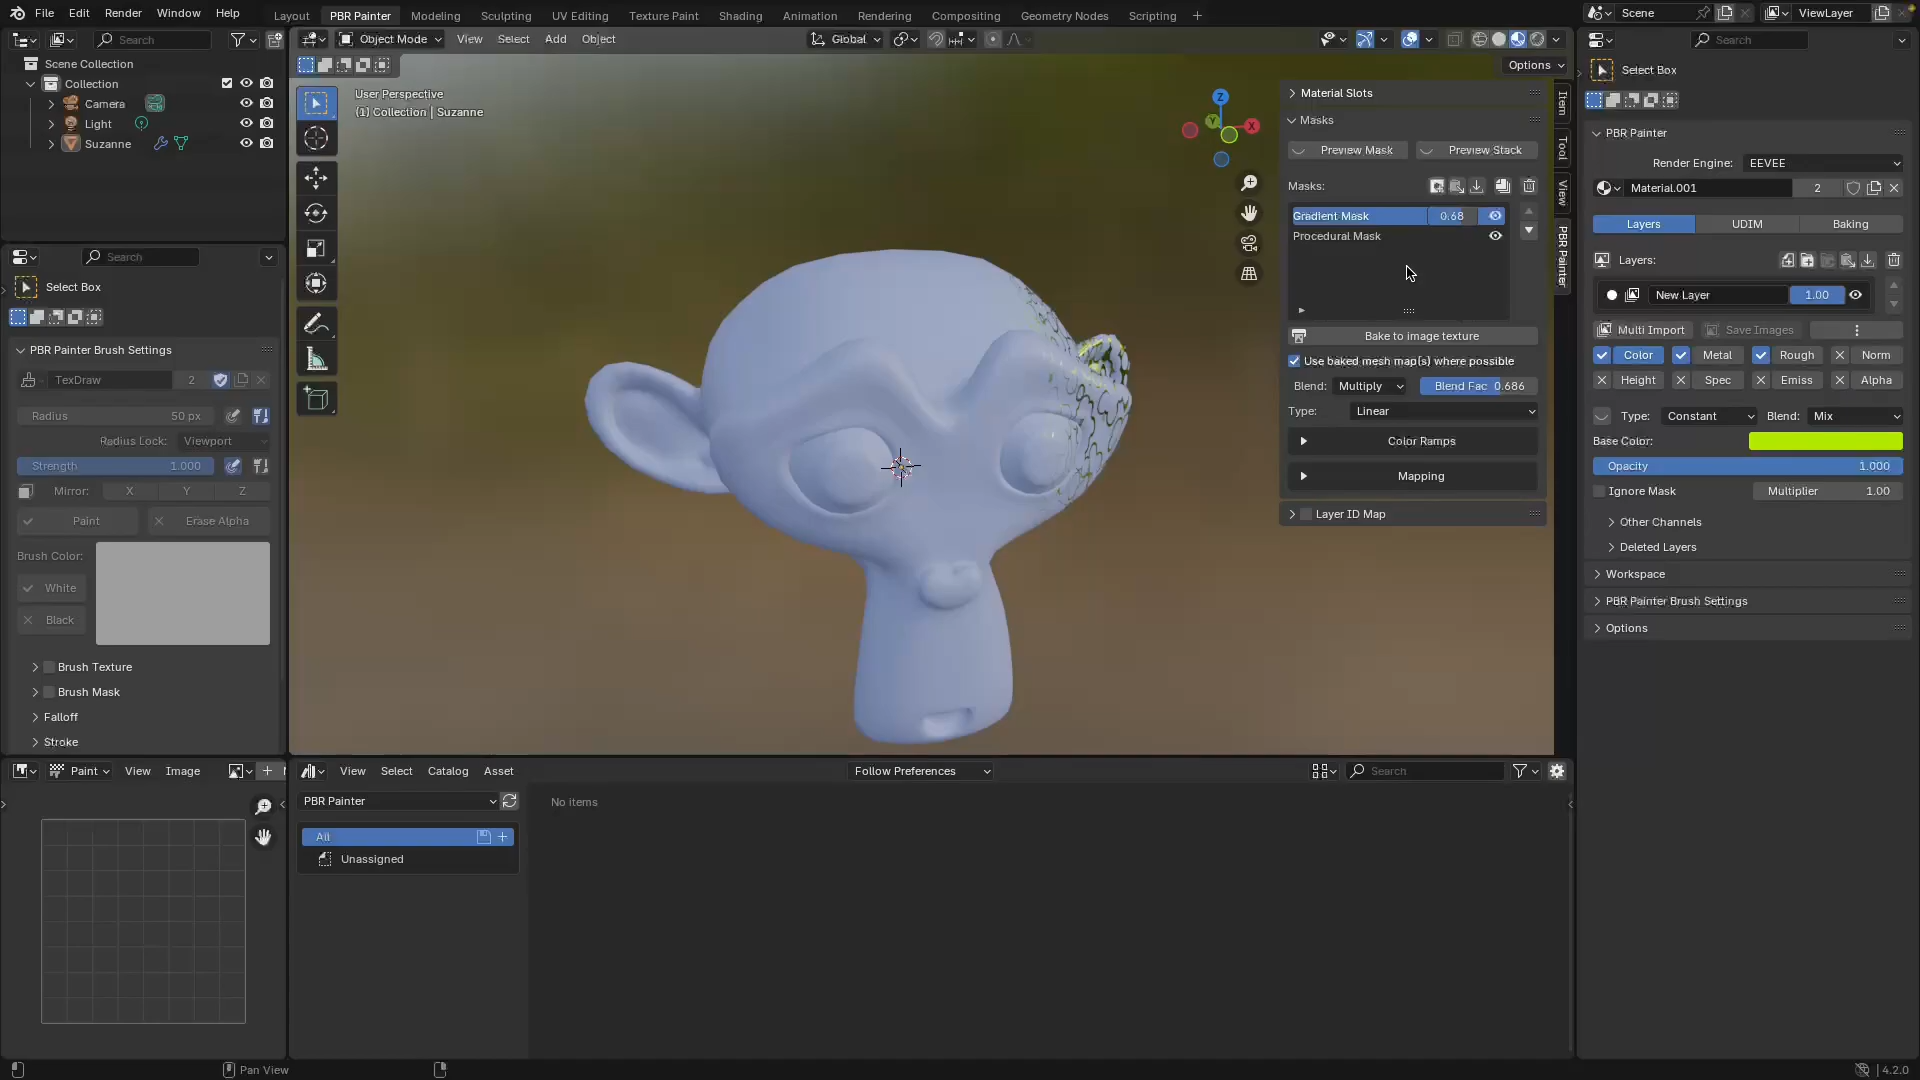 File Edit Render Window Help Layout PBR Painter Modeling Sculpting UV Editing Texture Paint Shading Animation Rendering Compositing Geometry Nodes Scripting + Scene ViewLayer
Search
Scene Collection
Collection
Camera
Light
Suzanne
Search
Select Box
PBR Painter Brush Settings
TexDraw 2
Radius 50 px
Radius Lock: Viewport
Strength 1.000
Mirror: X Y Z
Paint Erase Alpha
Brush Color:
White
Black
Brush Texture
Brush Mask
Falloff
Stroke
Object Mode View Select Add Object Global
Options
User Perspective
(1) Collection | Suzanne
Z
Y X
Material Slots
Masks
Preview Mask Preview Stack
Masks:
Gradient Mask 0.68
Procedural Mask
Bake to image texture
Use baked mesh map(s) where possible
Blend: Multiply Blend Fac 0.686
Type: Linear
Color Ramps
Mapping
Layer ID Map
Item
Tool
View
PBR Painter
Search
Select Box
PBR Painter
Render Engine: EEVEE
Material.001 2
Layers UDIM Baking
Layers:
New Layer 1.00
Multi Import Save Images
Color Metal Rough Norm
Height Spec Emiss Alpha
Type: Constant Blend: Mix
Base Color:
Opacity 1.000
Ignore Mask Multiplier 1.00
Other Channels
Deleted Layers
Workspace
PBR Painter Brush Settings
Options
Paint View Image
View Select Catalog Asset Follow Preferences Search
PBR Painter
All
Unassigned
No items
Pan View
4.2.0